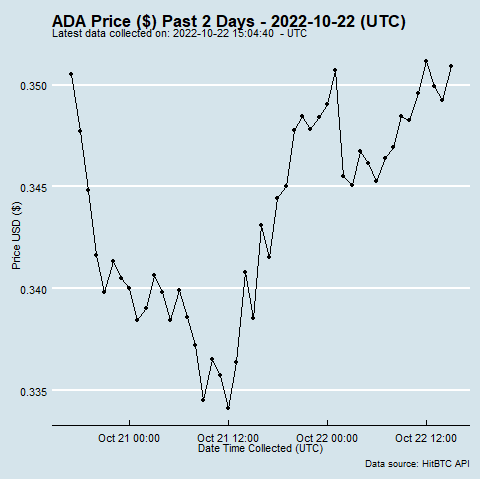 ADA Price ($) Past 2 Days - 2022-10-22 (UTC)
Latest data collected on: 2022-10-22 15:04:40 - UTC
0.350
0.345
0.340
0.335
Price USD ($)
Oct 21 00:00 Oct 21 12:00 Oct 22 00:00 Oct 22 12:00
Date Time Collected (UTC)
Data source: HitBTC API